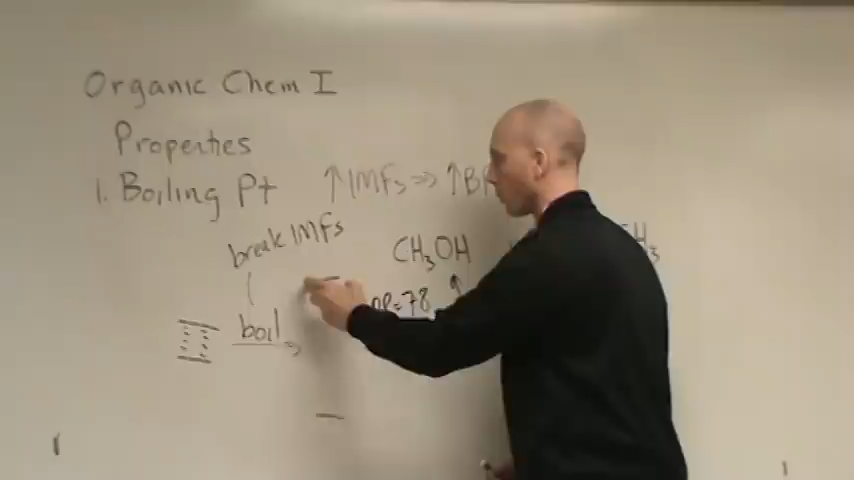 Organic Chem I
Properties
1. Boiling Pt ↑IMFs => ↑BP
break IMFs
CH3OH
BP=78 ↑
boil